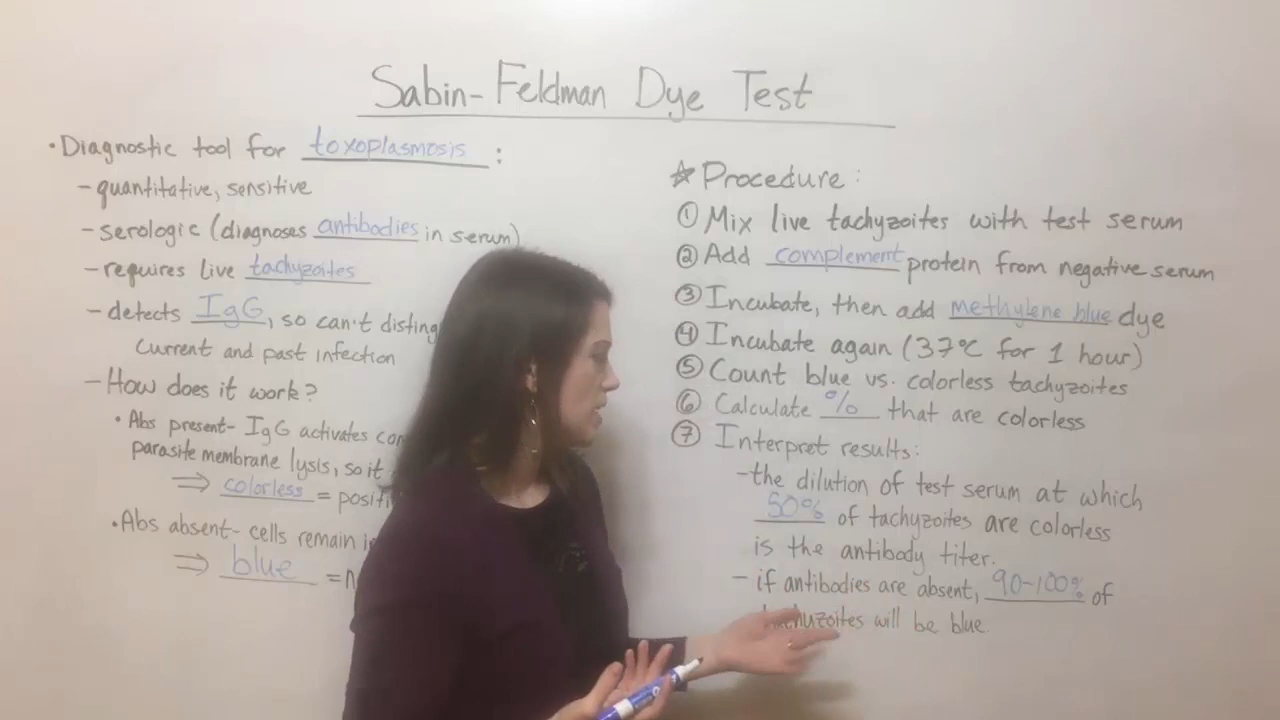 Sabin-Feldman Dye Test
•Diagnostic tool for toxoplasmosis :
- quantitative, sensitive
- serologic (diagnoses antibodies in serum)
- requires live tachyzoites
- detects IgG, so can't disting
current and past infection
- How does it work?
• Abs present- IgG activates
parasite membrane lysis, so it
⇒ colorless = positi
•Abs absent- cells remain
⇒ blue =
☆ Procedure:
① Mix live tachyzoites with test serum
② Add complement protein from negative serum
③ Incubate, then add methylene blue dye
④ Incubate again (37°C for 1 hour)
⑤ Count blue vs. colorless tachyzoites
⑥ Calculate % that are colorless
⑦ Interpret results:
- the dilution of test serum at which
50% of tachyzoites are colorless
is the antibody titer.
- if antibodies are absent, 90-100% of
tachyzoites will be blue.